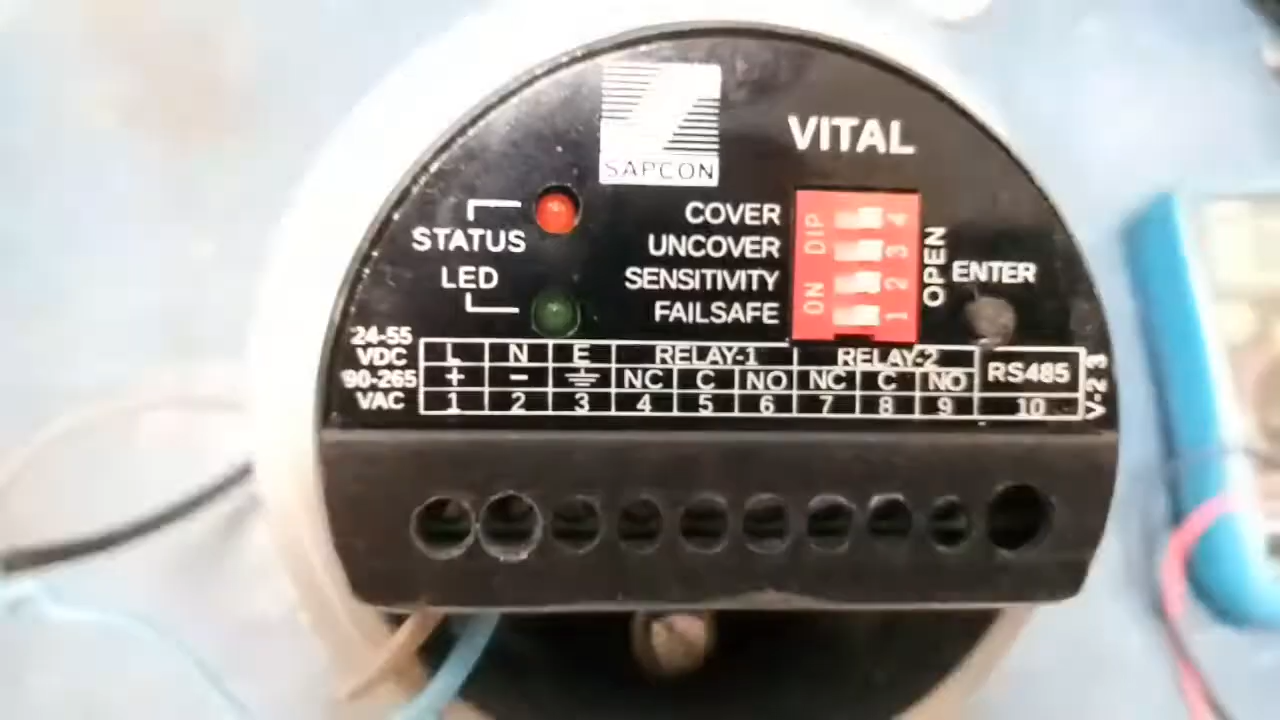 SAPCON
VITAL
STATUS
LED
COVER
UNCOVER
SENSITIVITY
FAILSAFE
ON DIP
4
3
2
1
OPEN
ENTER
24-55
VDC
90-265
VAC
L N E RELAY-1 RELAY-2 RS485
+ − NC C NO NC C NO
1 2 3 4 5 6 7 8 9 10
V-2 3